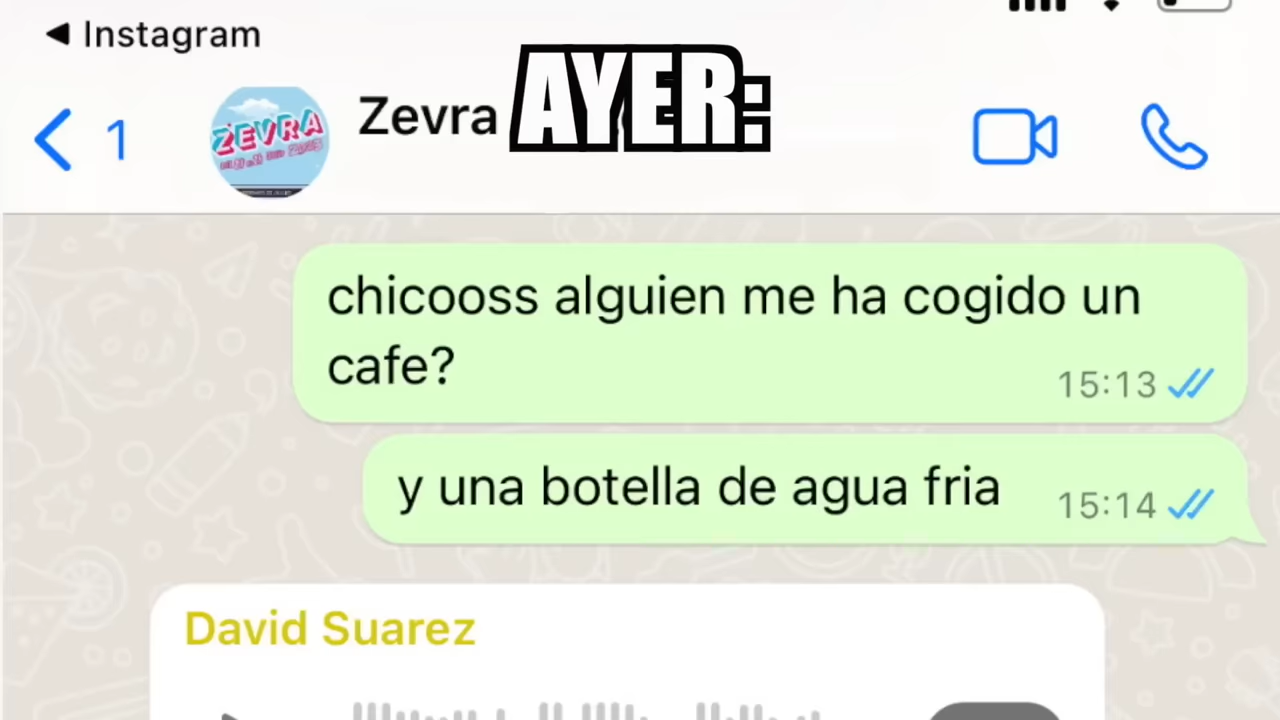 Instagram
1
ZEVRA
Zevra
AYER:
chicooss alguien me ha cogido un
cafe?
15:13
y una botella de agua fria
15:14
David Suarez